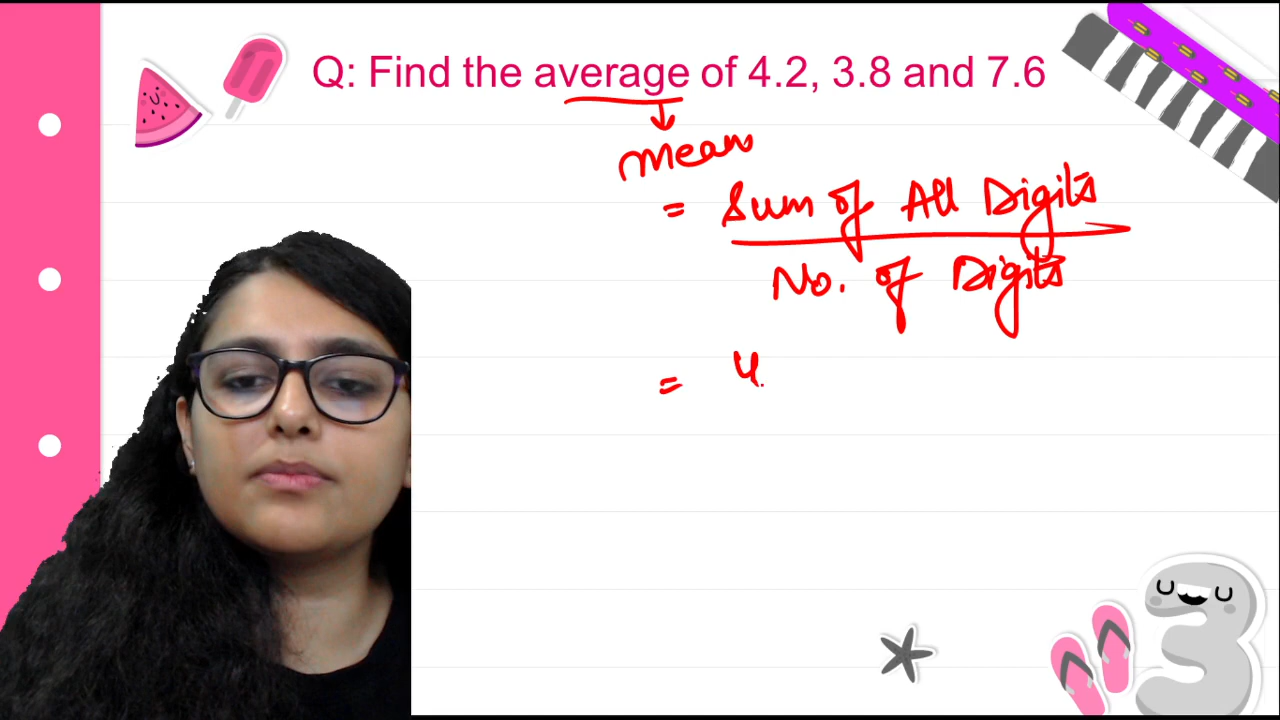 Q: Find the average of 4.2, 3.8 and 7.6
Mean
= Sum of All Digits
No. of Digits
= 4.